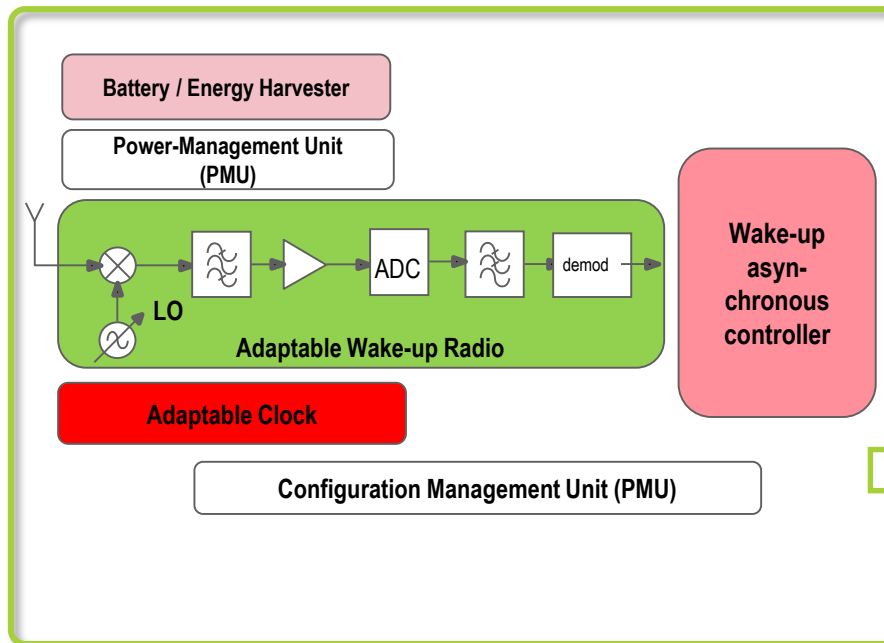 Battery / Energy Harvester
Power-Management Unit
(PMU)
ADC
demod
LO
Adaptable Wake-up Radio
Wake-up
asyn-
chronous
controller
Adaptable Clock
Configuration Management Unit (PMU)